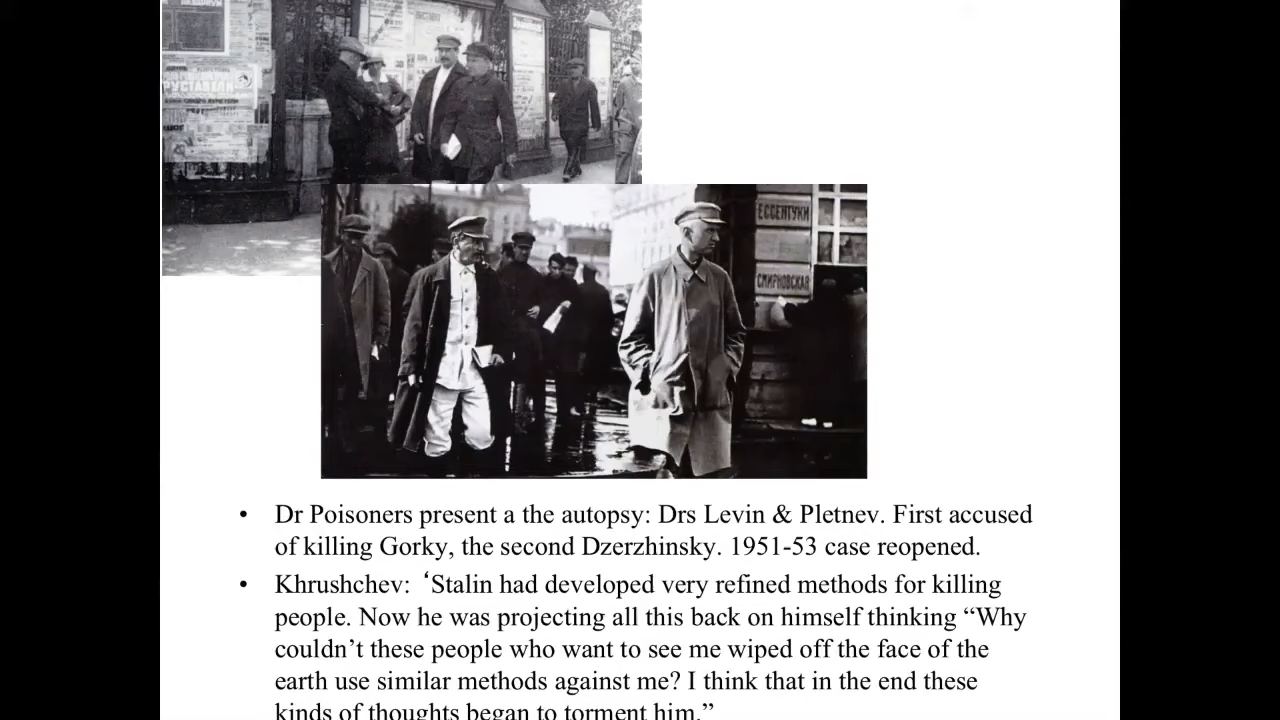 РУСТАВЕЛИ
ЕССЕНТУКИ
СМИРНОВСКАЯ
• Dr Poisoners present a the autopsy: Drs Levin & Pletnev. First accused
of killing Gorky, the second Dzerzhinsky. 1951-53 case reopened.
• Khrushchev: ‘Stalin had developed very refined methods for killing
people. Now he was projecting all this back on himself thinking “Why
couldn’t these people who want to see me wiped off the face of the
earth use similar methods against me? I think that in the end these
kinds of thoughts began to torment him.”